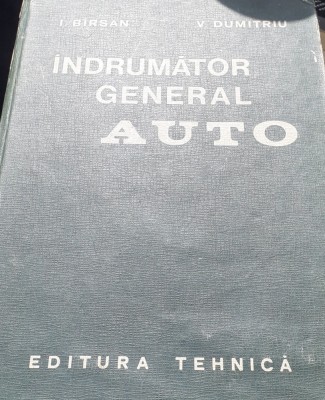 I. BÎRSAN V. DUMITRIU
ÎNDRUMĂTOR
GENERAL
AUTO
EDITURA TEHNICĂ